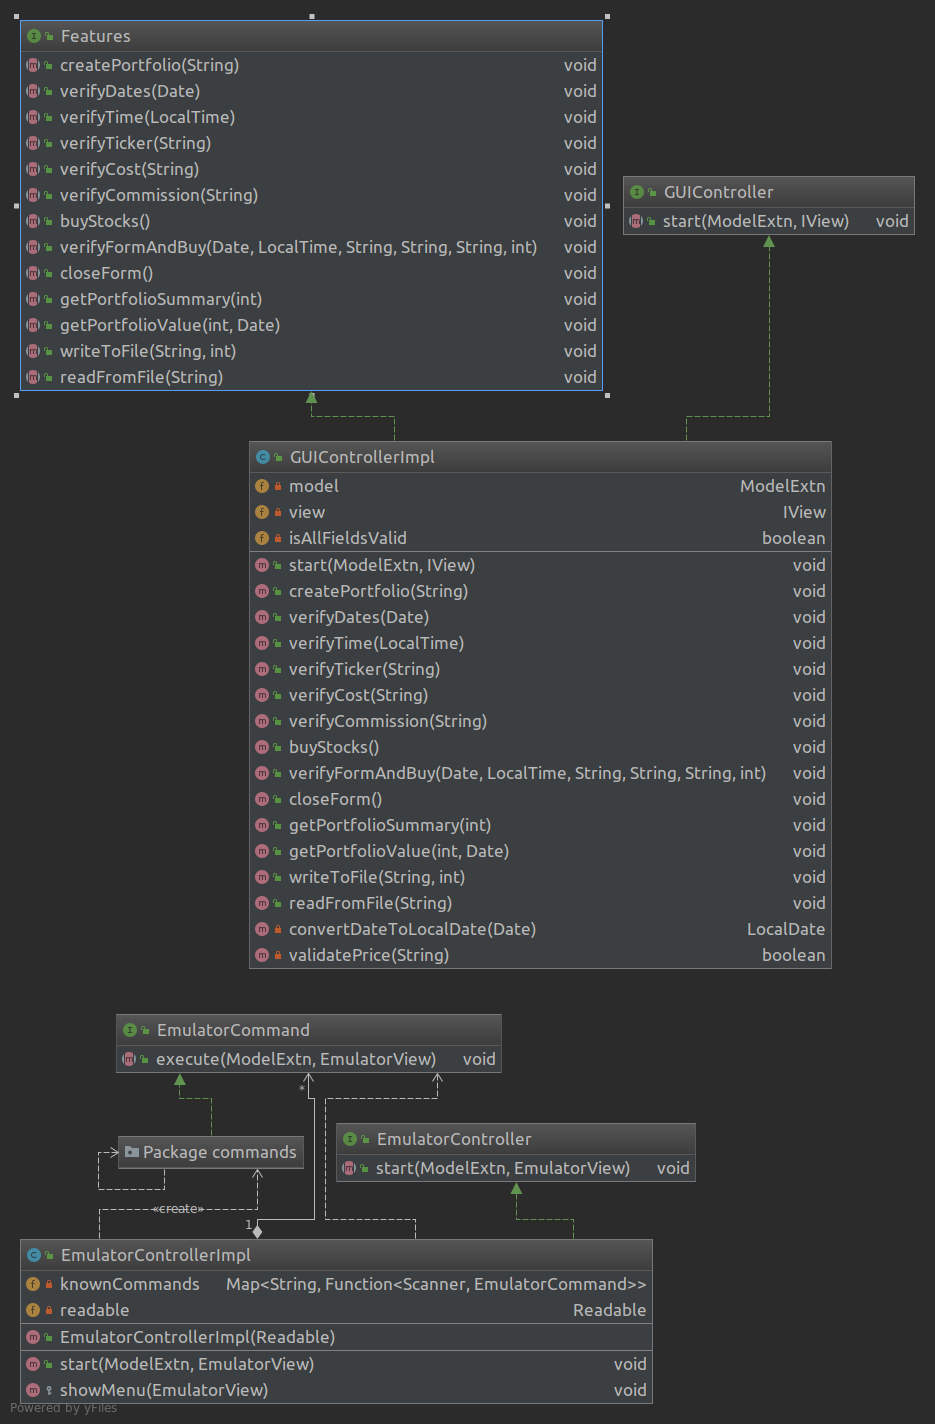 Features
createPortfolio(String) void
verifyDates(Date) void
verifyTime(LocalTime) void
verifyTicker(String) void
verifyCost(String) void
verifyCommission(String) void
buyStocks() void
verifyFormAndBuy(Date, LocalTime, String, String, String, int) void
closeForm() void
getPortfolioSummary(int) void
getPortfolioValue(int, Date) void
writeToFile(String, int) void
readFromFile(String) void
GUIController
start(ModelExtn, IView) void
GUIControllerImpl
model ModelExtn
view IView
isAllFieldsValid boolean
start(ModelExtn, IView) void
createPortfolio(String) void
verifyDates(Date) void
verifyTime(LocalTime) void
verifyTicker(String) void
verifyCost(String) void
verifyCommission(String) void
buyStocks() void
verifyFormAndBuy(Date, LocalTime, String, String, String, int) void
closeForm() void
getPortfolioSummary(int) void
getPortfolioValue(int, Date) void
writeToFile(String, int) void
readFromFile(String) void
convertDateToLocalDate(Date) LocalDate
validatePrice(String) boolean
EmulatorCommand
execute(ModelExtn, EmulatorView) void
*
Package commands
EmulatorController
start(ModelExtn, EmulatorView) void
«create»
1
EmulatorControllerImpl
knownCommands Map<String, Function<Scanner, EmulatorCommand>>
readable Readable
EmulatorControllerImpl(Readable)
start(ModelExtn, EmulatorView) void
showMenu(EmulatorView) void
Powered by yFiles